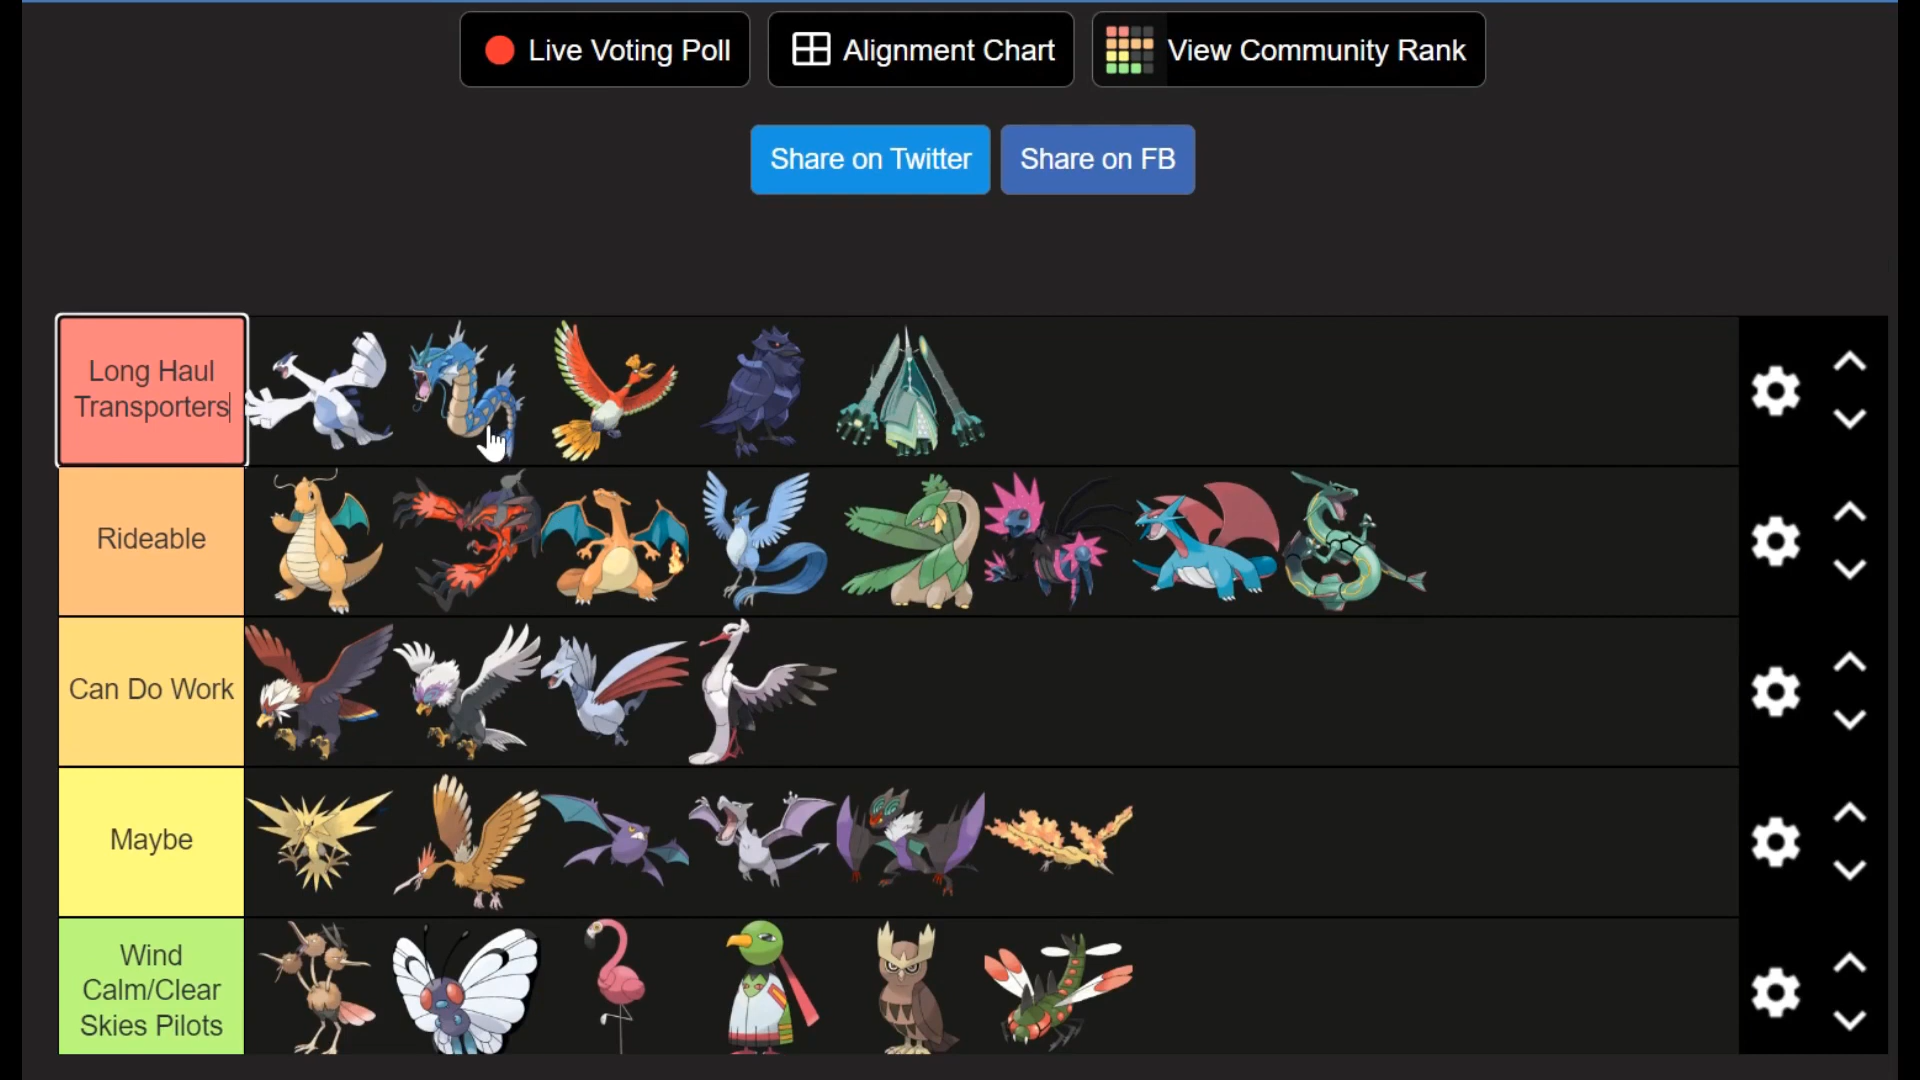 Live Voting Poll
Alignment Chart
View Community Rank
Share on Twitter
Share on FB
Long Haul
Transporters
Rideable
Can Do Work
Maybe
Wind
Calm/Clear
Skies Pilots